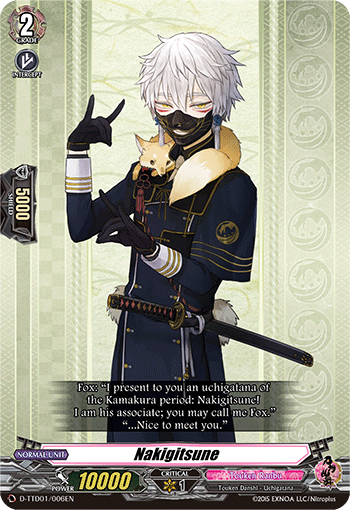 2
GRADE
INTERCEPT
5000
SHIELD
Fox: "I present to you an uchigatana of
the Kamakura period: Nakigitsune!
I am his associate; you may call me Fox."
"...Nice to meet you."
Nakigitsune
NORMAL UNIT
POWER 10000
CRITICAL
1
Touken Ranbu
Touken Danshi - Uchigatana
D-TTD01/006EN
©2015 EXNOA LLC/Nitroplus